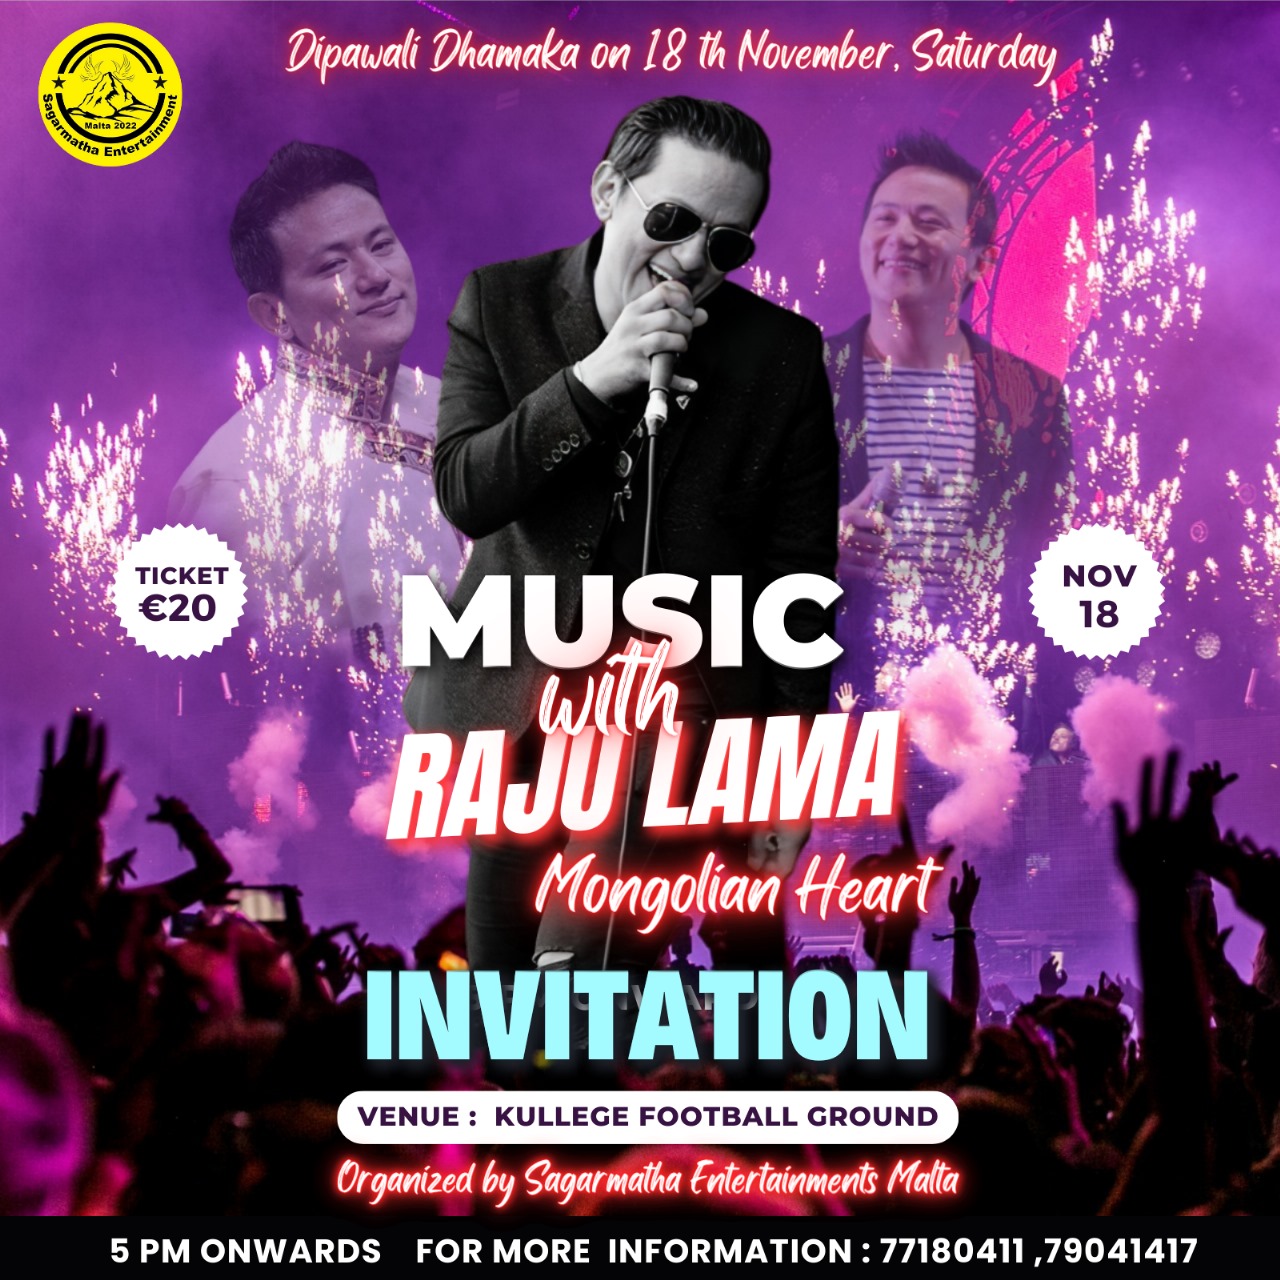 Dipawali Dhamaka on 18 th November, Saturday
Malta 2022
Sagarmatha Entertainment
TICKET
€20
NOV
18
MUSIC
with
RAJU LAMA
Mongolian Heart
INVITATION
VENUE : KULLEGE FOOTBALL GROUND
Organized by Sagarmatha Entertainments Malta
5 PM ONWARDS FOR MORE INFORMATION : 77180411 ,79041417